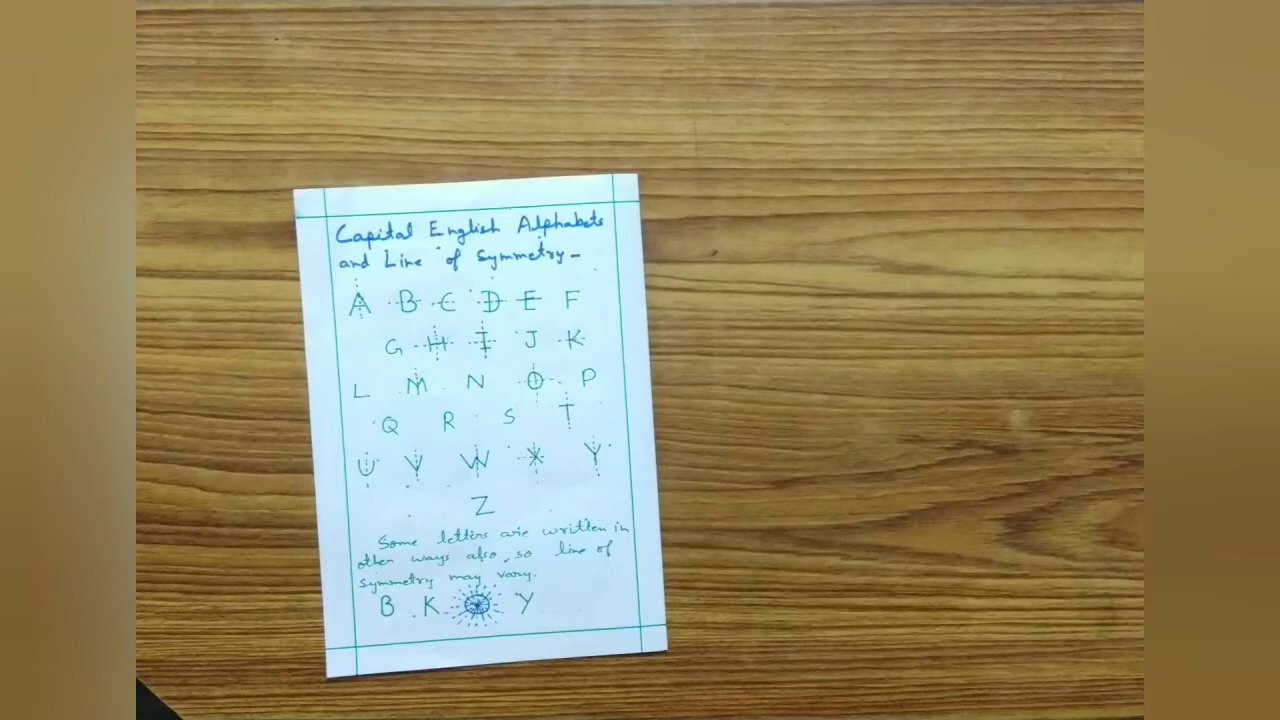 Capital English Alphabets
and Line of Symmetry -
A B C D E F
G H I J K
L M N O P
Q R S T
U V W X Y
Z
Some letters are written in
other ways also, so line of
symmetry may vary.
B K O Y